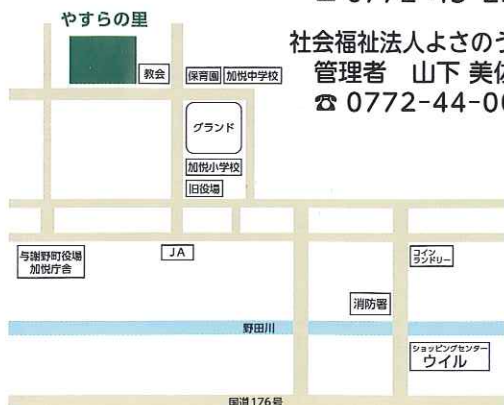 やすらの里
社会福祉法人よさのう
管理者 山下 美佐
☎ 0772-44-00
教会
保育園
加悦中学校
グランド
加悦小学校
旧役場
与謝野町役場
加悦庁舎
JA
コイン
ランドリー
消防署
野田川
ショッピングセンター
ウイル
国道176号